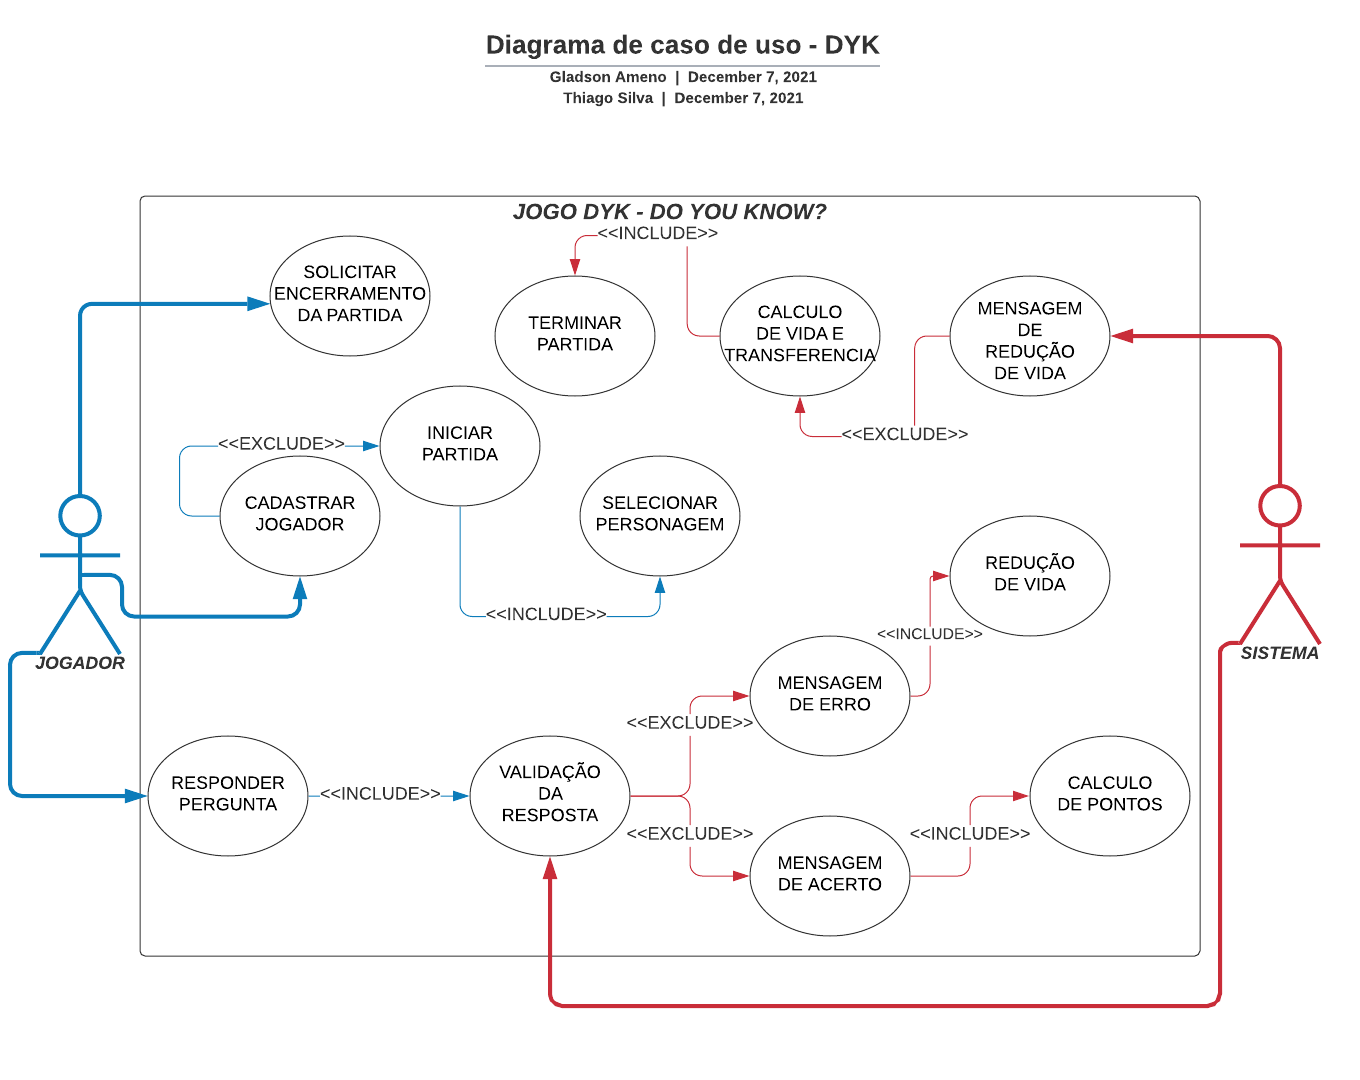 Diagrama de caso de uso - DYK
Gladson Ameno | December 7, 2021
Thiago Silva | December 7, 2021
JOGO DYK - DO YOU KNOW?
<<INCLUDE>>
SOLICITAR
ENCERRAMENTO
DA PARTIDA
TERMINAR
PARTIDA
CALCULO
DE VIDA E
TRANSFERENCIA
MENSAGEM
DE
REDUÇÃO
DE VIDA
<<EXCLUDE>>
INICIAR
PARTIDA
<<EXCLUDE>>
CADASTRAR
JOGADOR
SELECIONAR
PERSONAGEM
<<INCLUDE>>
REDUÇÃO
DE VIDA
<<INCLUDE>>
JOGADOR
SISTEMA
MENSAGEM
DE ERRO
<<EXCLUDE>>
RESPONDER
PERGUNTA
<<INCLUDE>>
VALIDAÇÃO
DA
RESPOSTA
<<EXCLUDE>>
MENSAGEM
DE ACERTO
<<INCLUDE>>
CALCULO
DE PONTOS